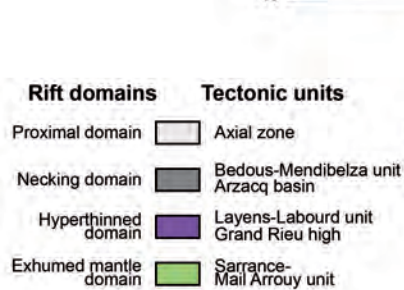 Rift domains Tectonic units
Proximal domain Axial zone
Necking domain Bedous-Mendibelza unit
Arzacq basin
Hyperthinned
domain Layens-Labourd unit
Grand Rieu high
Exhumed mantle
domain Sarrance-
Mail Arrouy unit